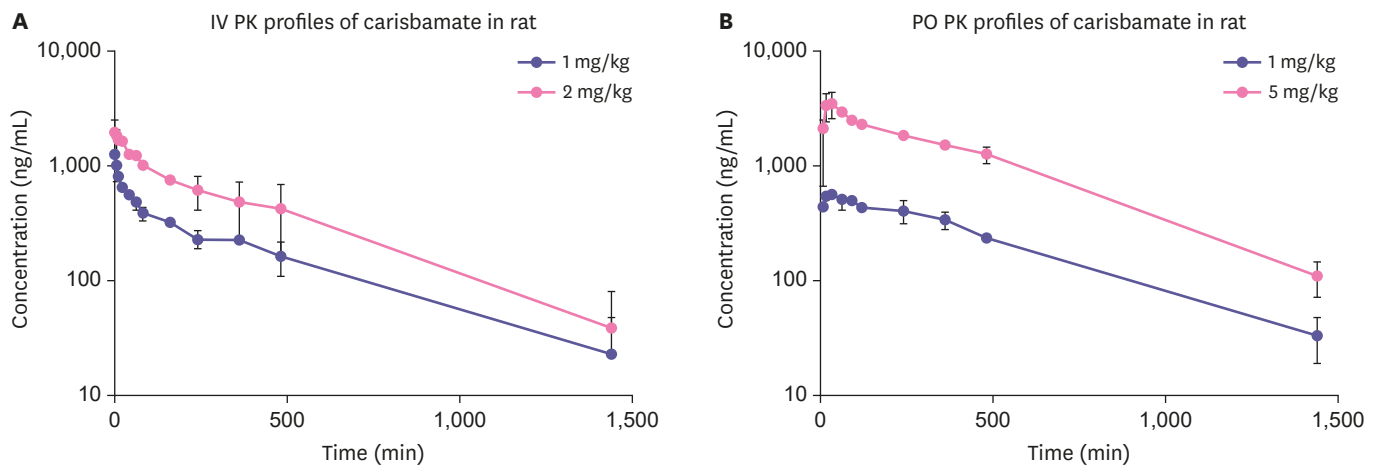 A
IV PK profiles of carisbamate in rat
10,000
1,000
100
10
Concentration (ng/mL)
1 mg/kg
2 mg/kg
0
500
1,000
1,500
Time (min)
B
PO PK profiles of carisbamate in rat
10,000
1,000
100
10
Concentration (ng/mL)
1 mg/kg
5 mg/kg
0
500
1,000
1,500
Time (min)